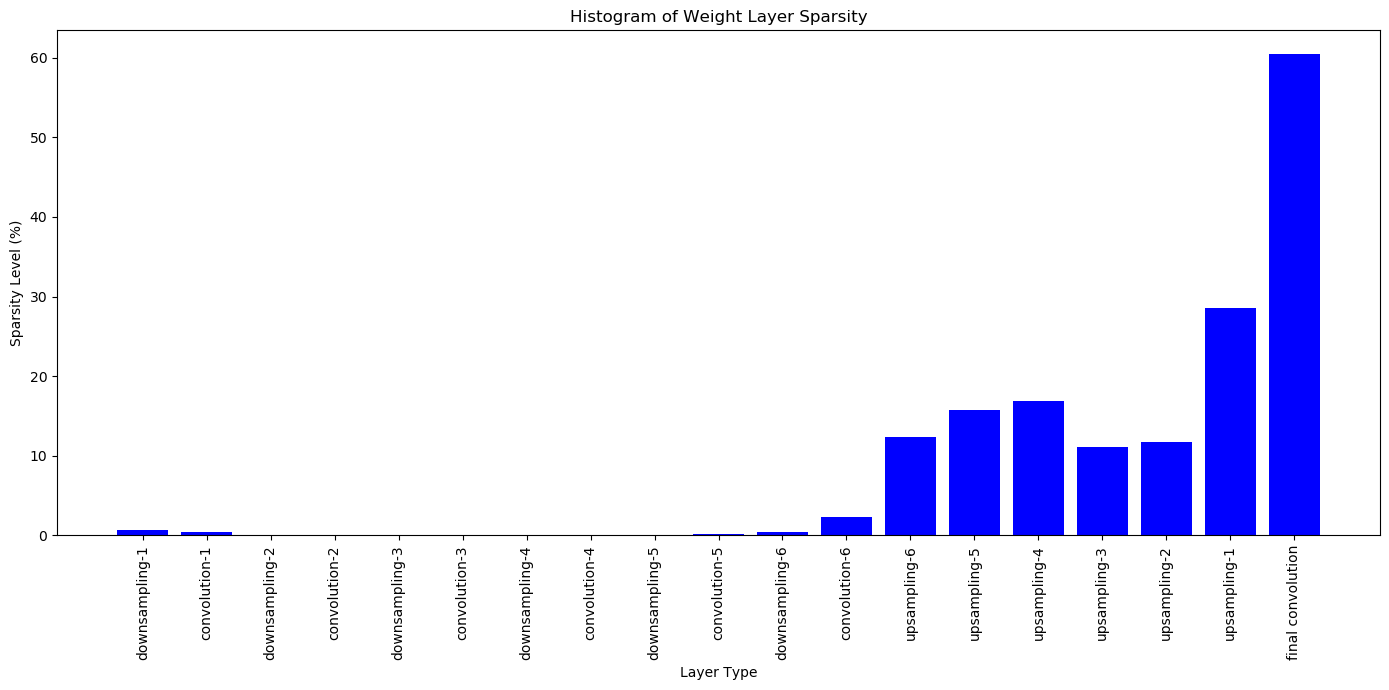 Histogram of Weight Layer Sparsity
Sparsity Level (%)
60
50
40
30
20
10
0
downsampling-1
convolution-1
downsampling-2
convolution-2
downsampling-3
convolution-3
downsampling-4
convolution-4
downsampling-5
convolution-5
downsampling-6
convolution-6
upsampling-6
upsampling-5
upsampling-4
upsampling-3
upsampling-2
upsampling-1
final convolution
Layer Type